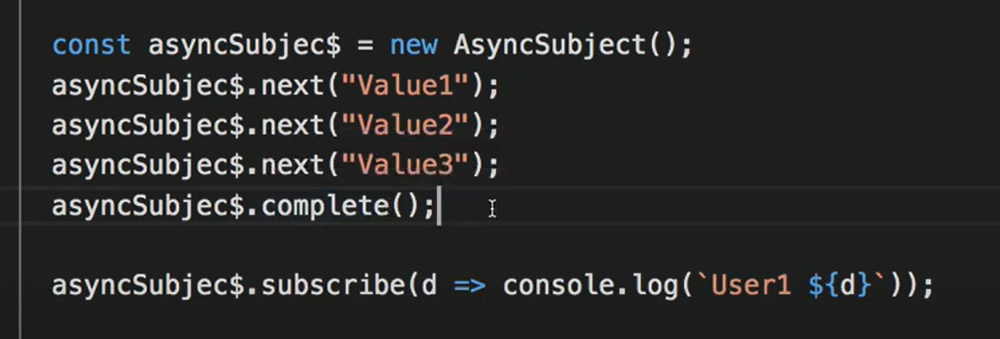 const asyncSubjec$ = new AsyncSubject();
asyncSubjec$.next("Value1");
asyncSubjec$.next("Value2");
asyncSubjec$.next("Value3");
asyncSubjec$.complete();
asyncSubjec$.subscribe(d => console.log(`User1 ${d}`));